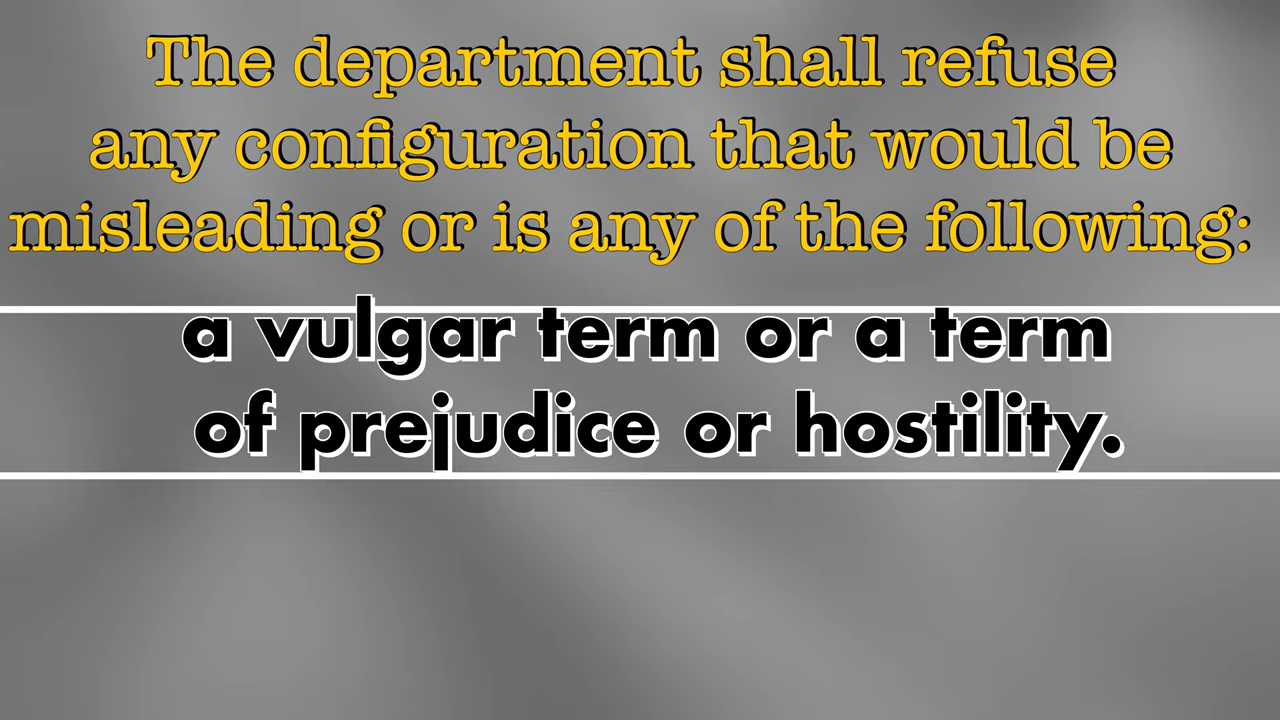 The department shall refuse
any configuration that would be
misleading or is any of the following:
a vulgar term or a term
of prejudice or hostility.